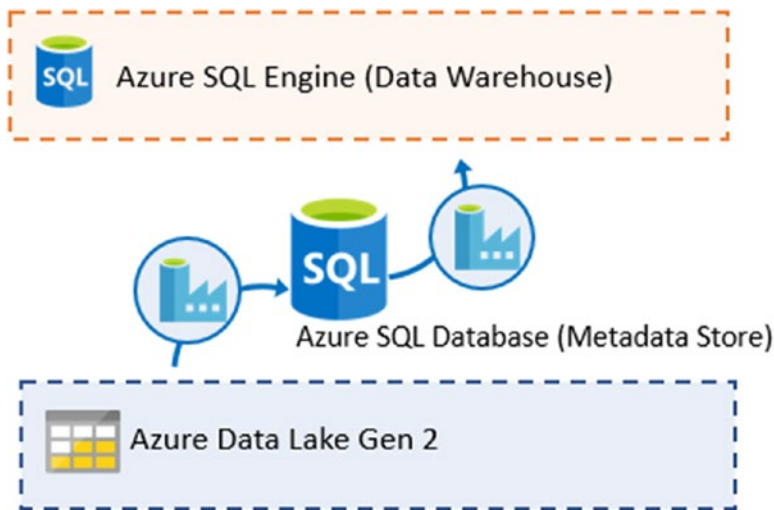 SQL
Azure SQL Engine (Data Warehouse)
SQL
Azure SQL Database (Metadata Store)
Azure Data Lake Gen 2